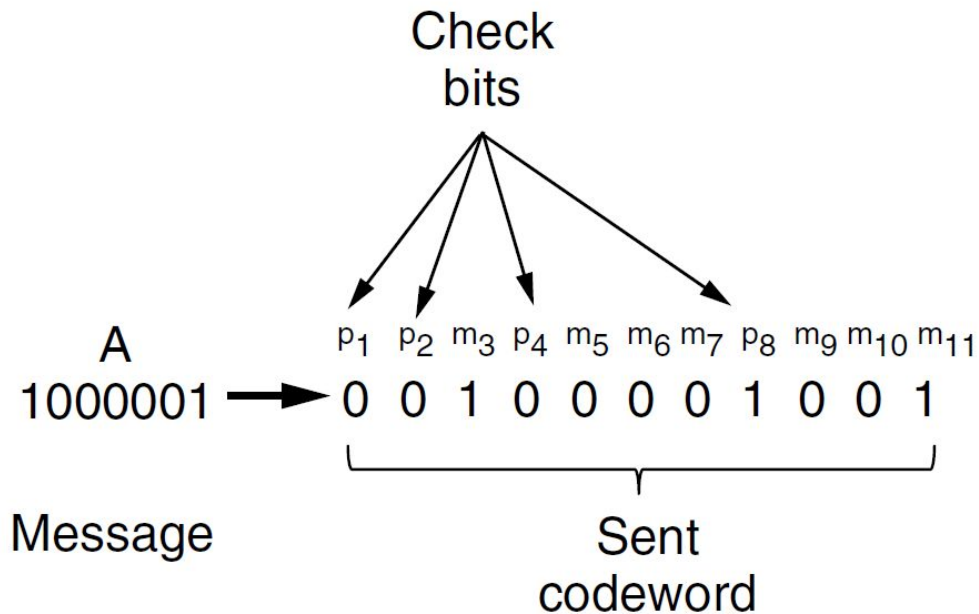 Check
bits
A
p1 p2 m3 p4 m5 m6 m7 p8 m9 m10 m11
1000001 0 0 1 0 0 0 0 1 0 0 1
Message
Sent
codeword